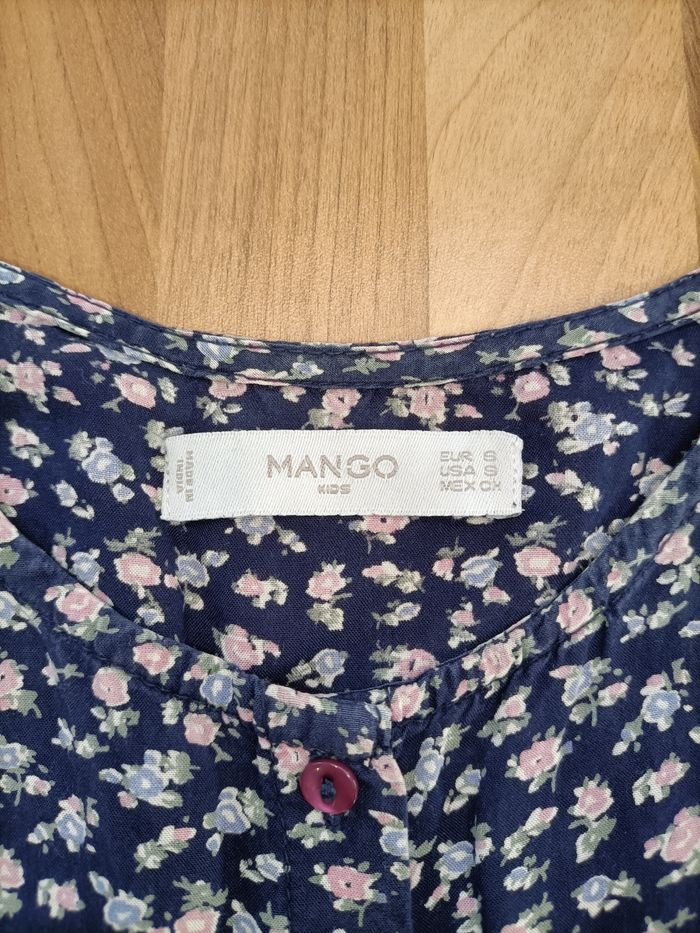 MADE IN
INDIA
MANGO
KIDS
EUR S
USA S
MEX CH